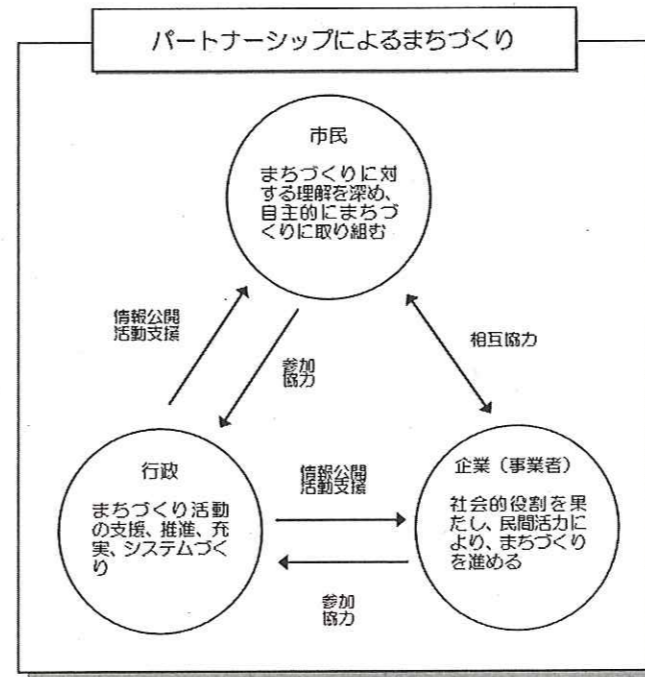 パートナーシップによるまちづくり
市民
まちづくりに対
する理解を深め、
自主的にまちづ
くりに取り組む
情報公開
活動支援
参加
協力
相互協力
行政
まちづくり活動
の支援、推進、充
実、システムづく
り
情報公開
活動支援
参加
協力
企業（事業者）
社会的役割を果
たし、民間活力に
より、まちづくり
を進める